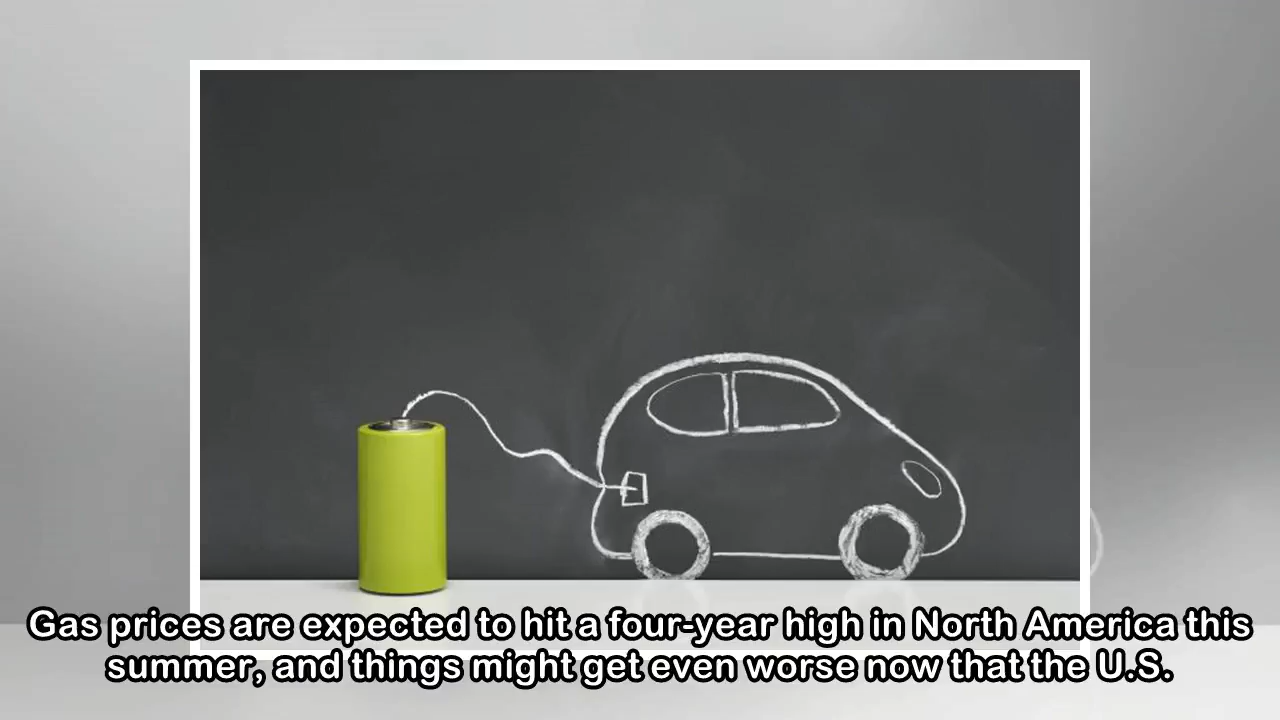 Gas prices are expected to hit a four-year high in North America this
summer, and things might get even worse now that the U.S.